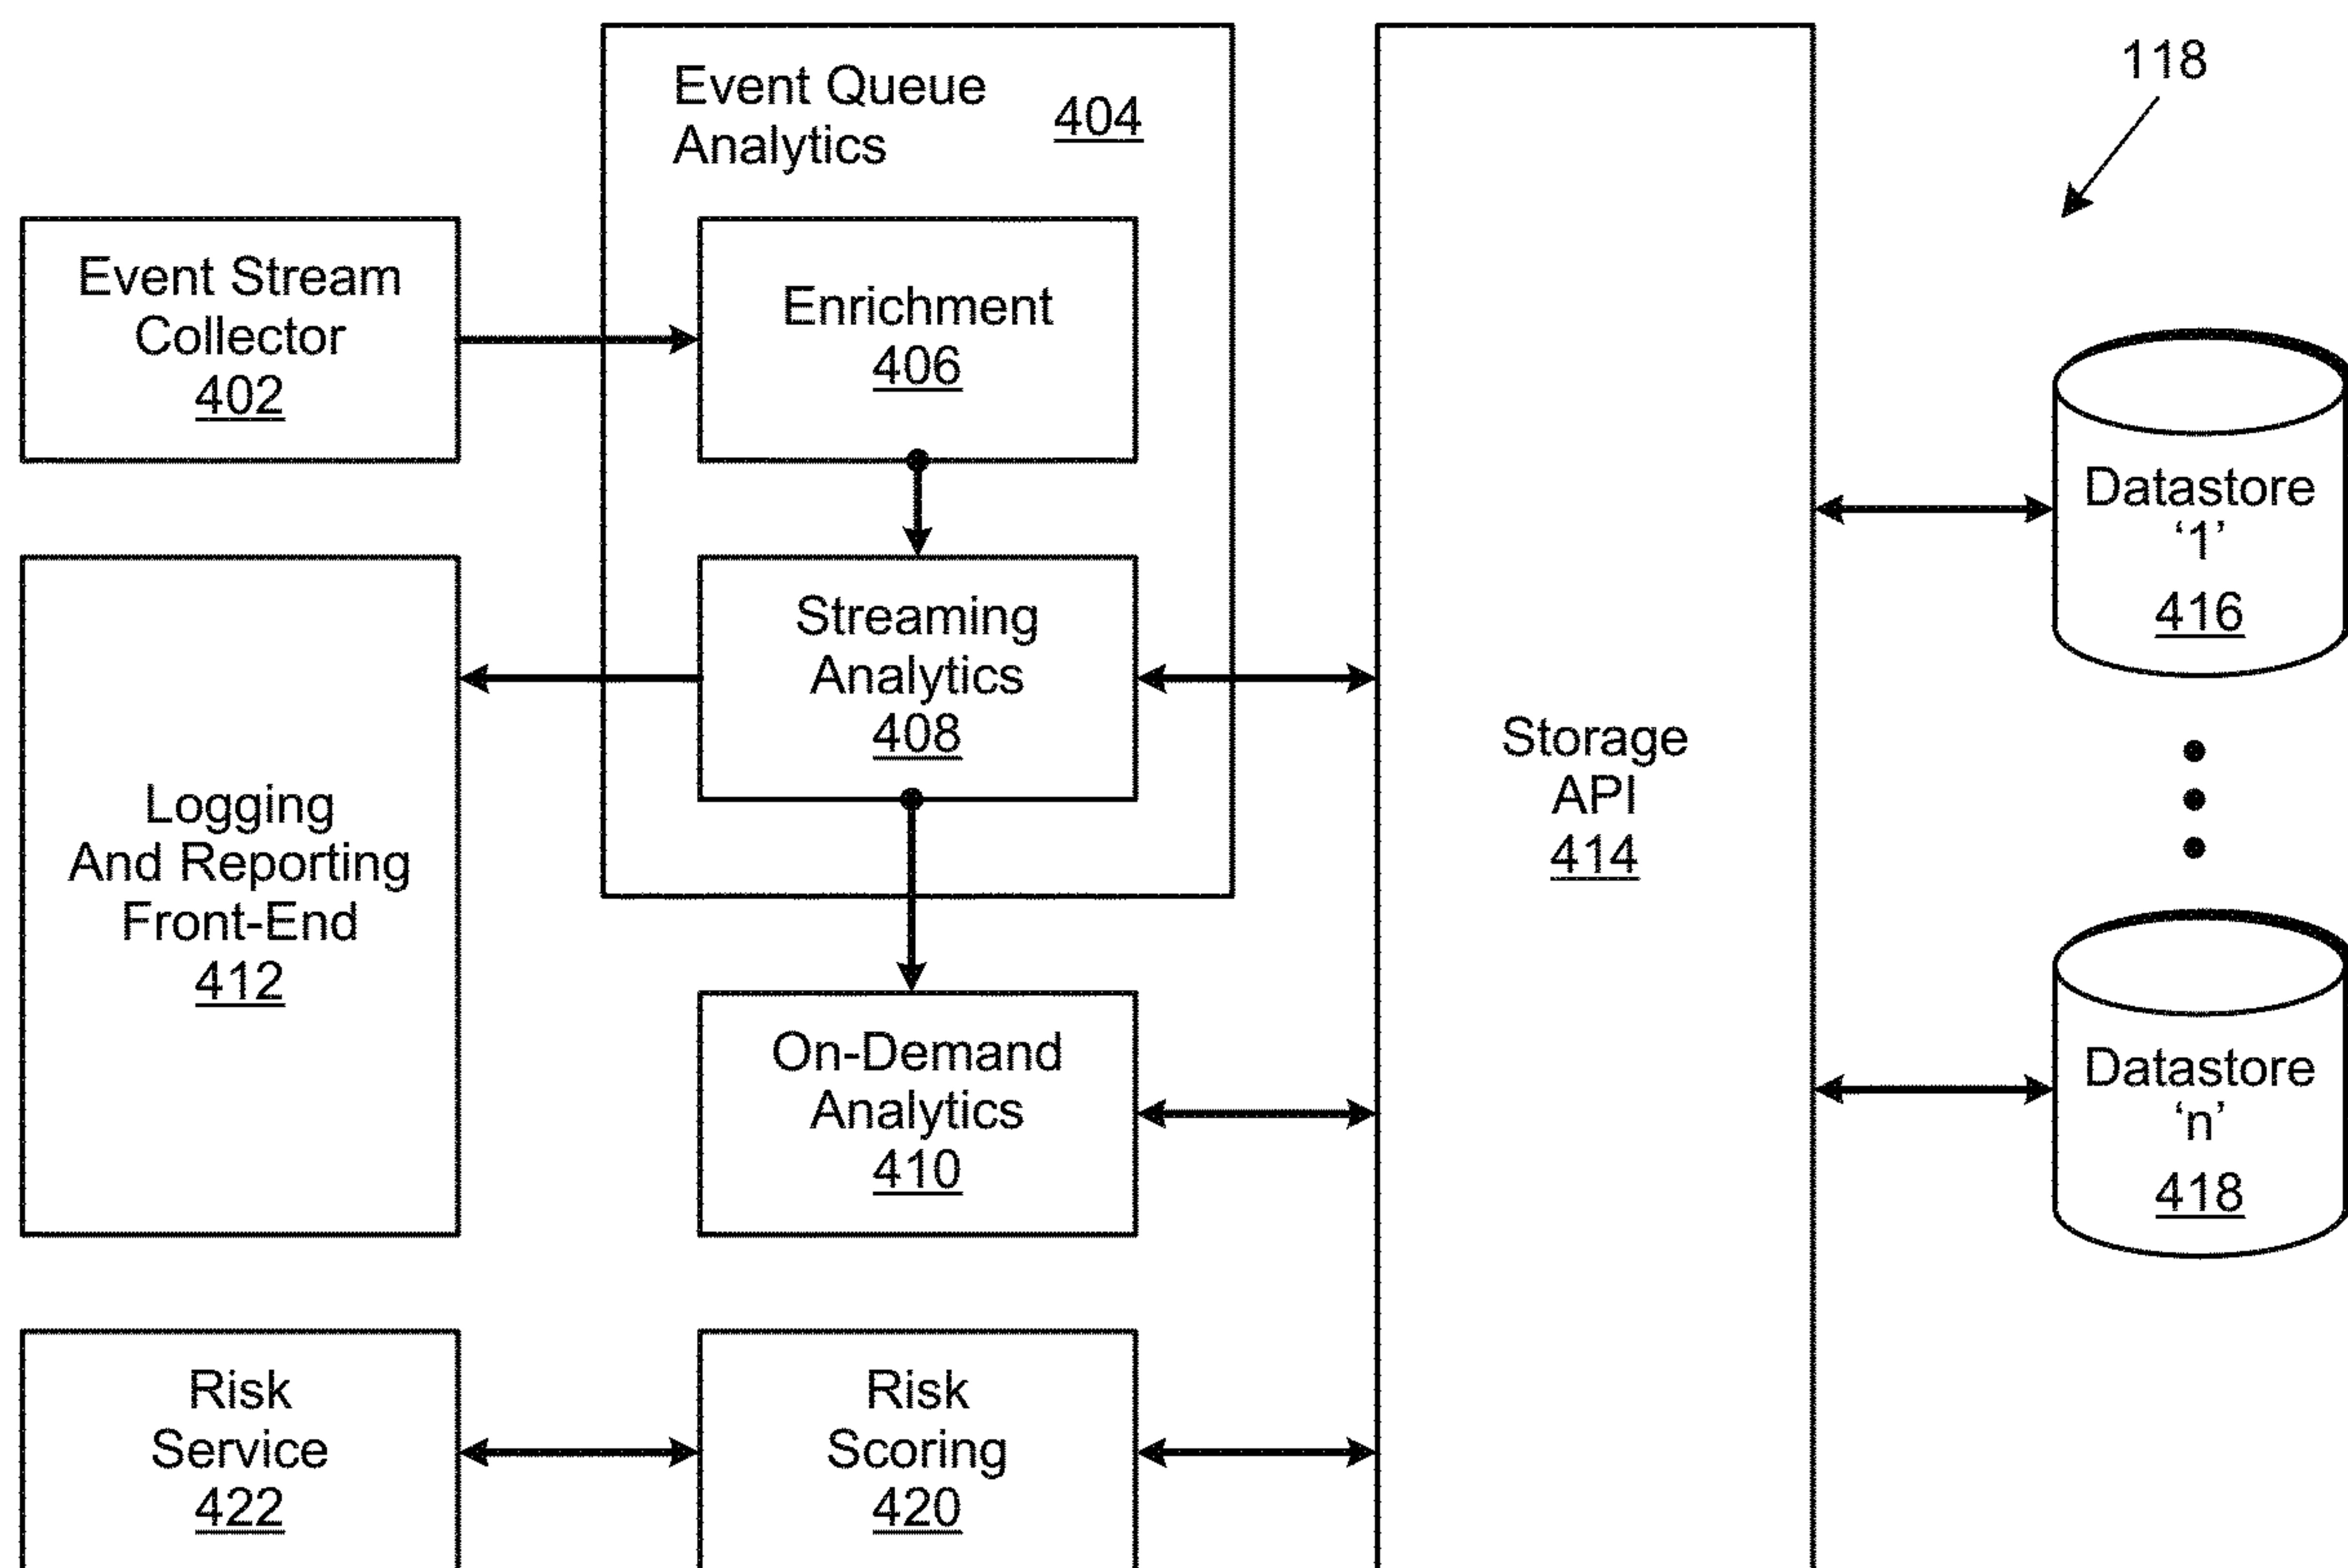 Event Queue
Analytics
404
118
Event Stream
Collector
402
Enrichment
406
Datastore
‘1’
416
Streaming
Analytics
408
Storage
API
414
Logging
And Reporting
Front-End
412
On-Demand
Analytics
410
Datastore
‘n’
418
Risk
Service
422
Risk
Scoring
420